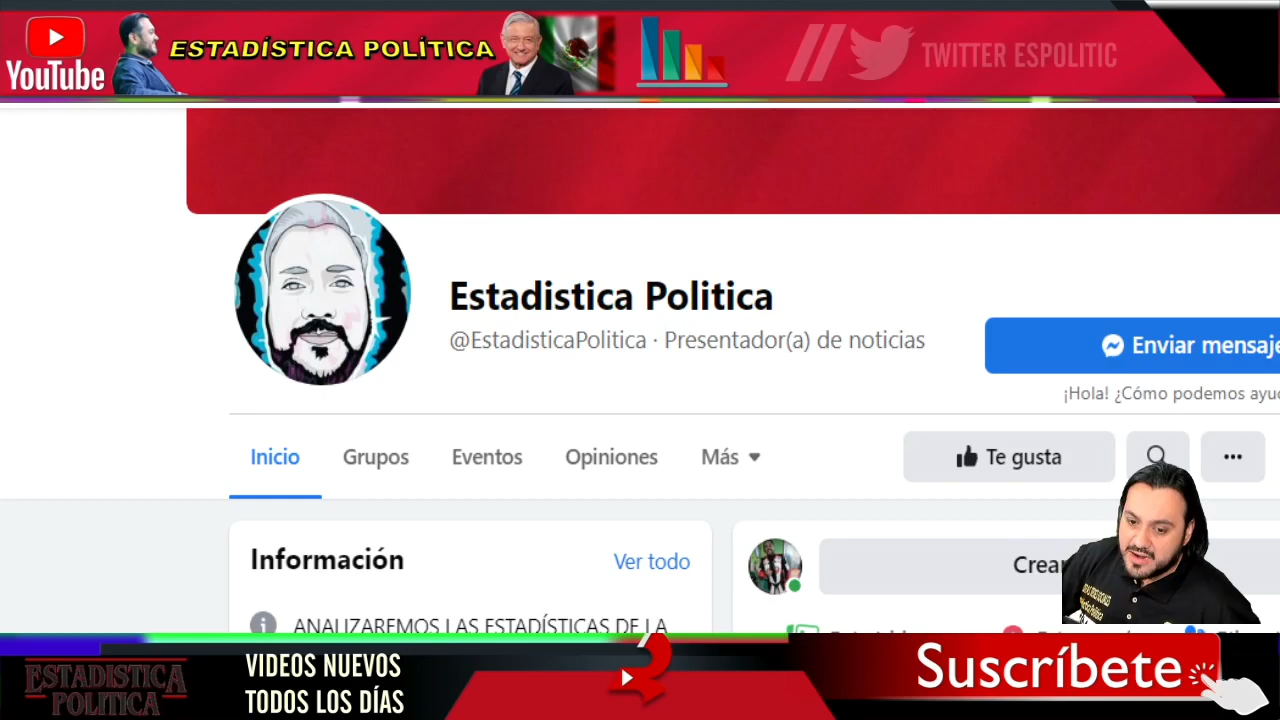 YouTube
ESTADÍSTICA POLÍTICA
TWITTER ESPOLITIC
Estadistica Politica
@EstadisticaPolitica · Presentador(a) de noticias
Enviar mensaje
¡Hola! ¿Cómo podemos ayu
Inicio
Grupos
Eventos
Opiniones
Más
Te gusta
Información
Ver todo
Crear
ANALIZAREMOS LAS ESTADÍSTICAS DE LA
ESTADISTICA
POLITICA
VIDEOS NUEVOS
TODOS LOS DÍAS
Suscríbete